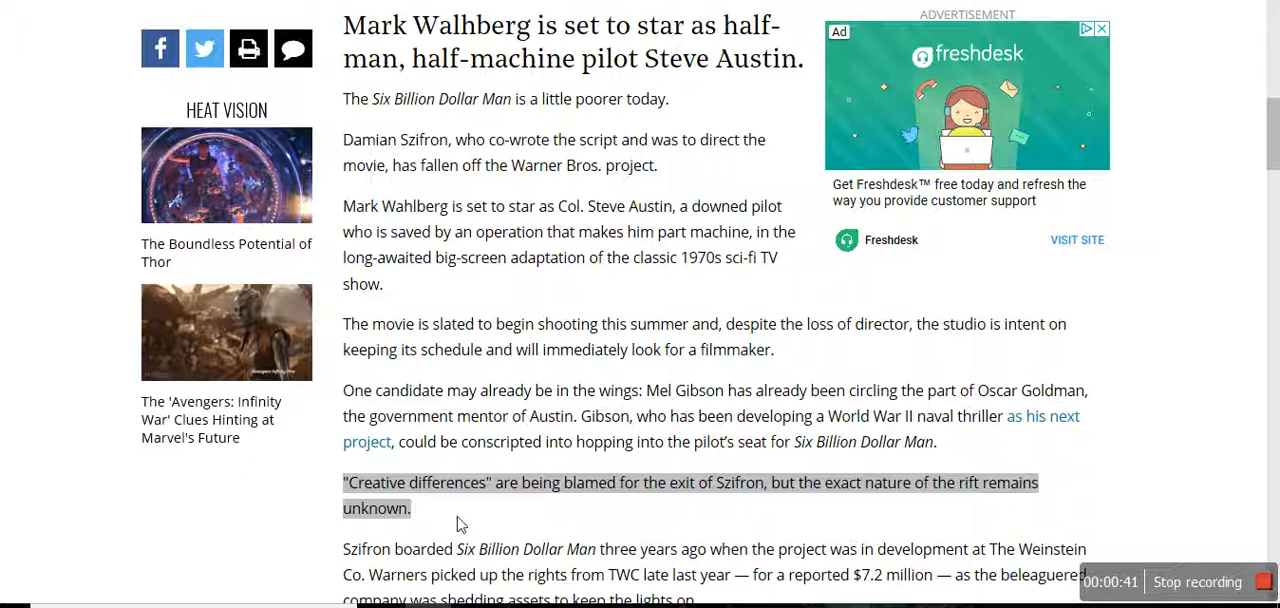 Mark Walhberg is set to star as half-
man, half-machine pilot Steve Austin.
The Six Billion Dollar Man is a little poorer today.
Damian Szifron, who co-wrote the script and was to direct the
movie, has fallen off the Warner Bros. project.
Mark Wahlberg is set to star as Col. Steve Austin, a downed pilot
who is saved by an operation that makes him part machine, in the
long-awaited big-screen adaptation of the classic 1970s sci-fi TV
show.
The movie is slated to begin shooting this summer and, despite the loss of director, the studio is intent on
keeping its schedule and will immediately look for a filmmaker.
One candidate may already be in the wings: Mel Gibson has already been circling the part of Oscar Goldman,
the government mentor of Austin. Gibson, who has been developing a World War II naval thriller as his next
project, could be conscripted into hopping into the pilot's seat for Six Billion Dollar Man.
"Creative differences" are being blamed for the exit of Szifron, but the exact nature of the rift remains
unknown.
Szifron boarded Six Billion Dollar Man three years ago when the project was in development at The Weinstein
Co. Warners picked up the rights from TWC late last year — for a reported $7.2 million — as the beleaguered
company was shedding assets to keep the lights on.
HEAT VISION
The Boundless Potential of
Thor
Avengers: Infinity War
The 'Avengers: Infinity
War' Clues Hinting at
Marvel's Future
ADVERTISEMENT
Ad
freshdesk
Get Freshdesk™ free today and refresh the
way you provide customer support
Freshdesk
VISIT SITE
00:00:41
Stop recording